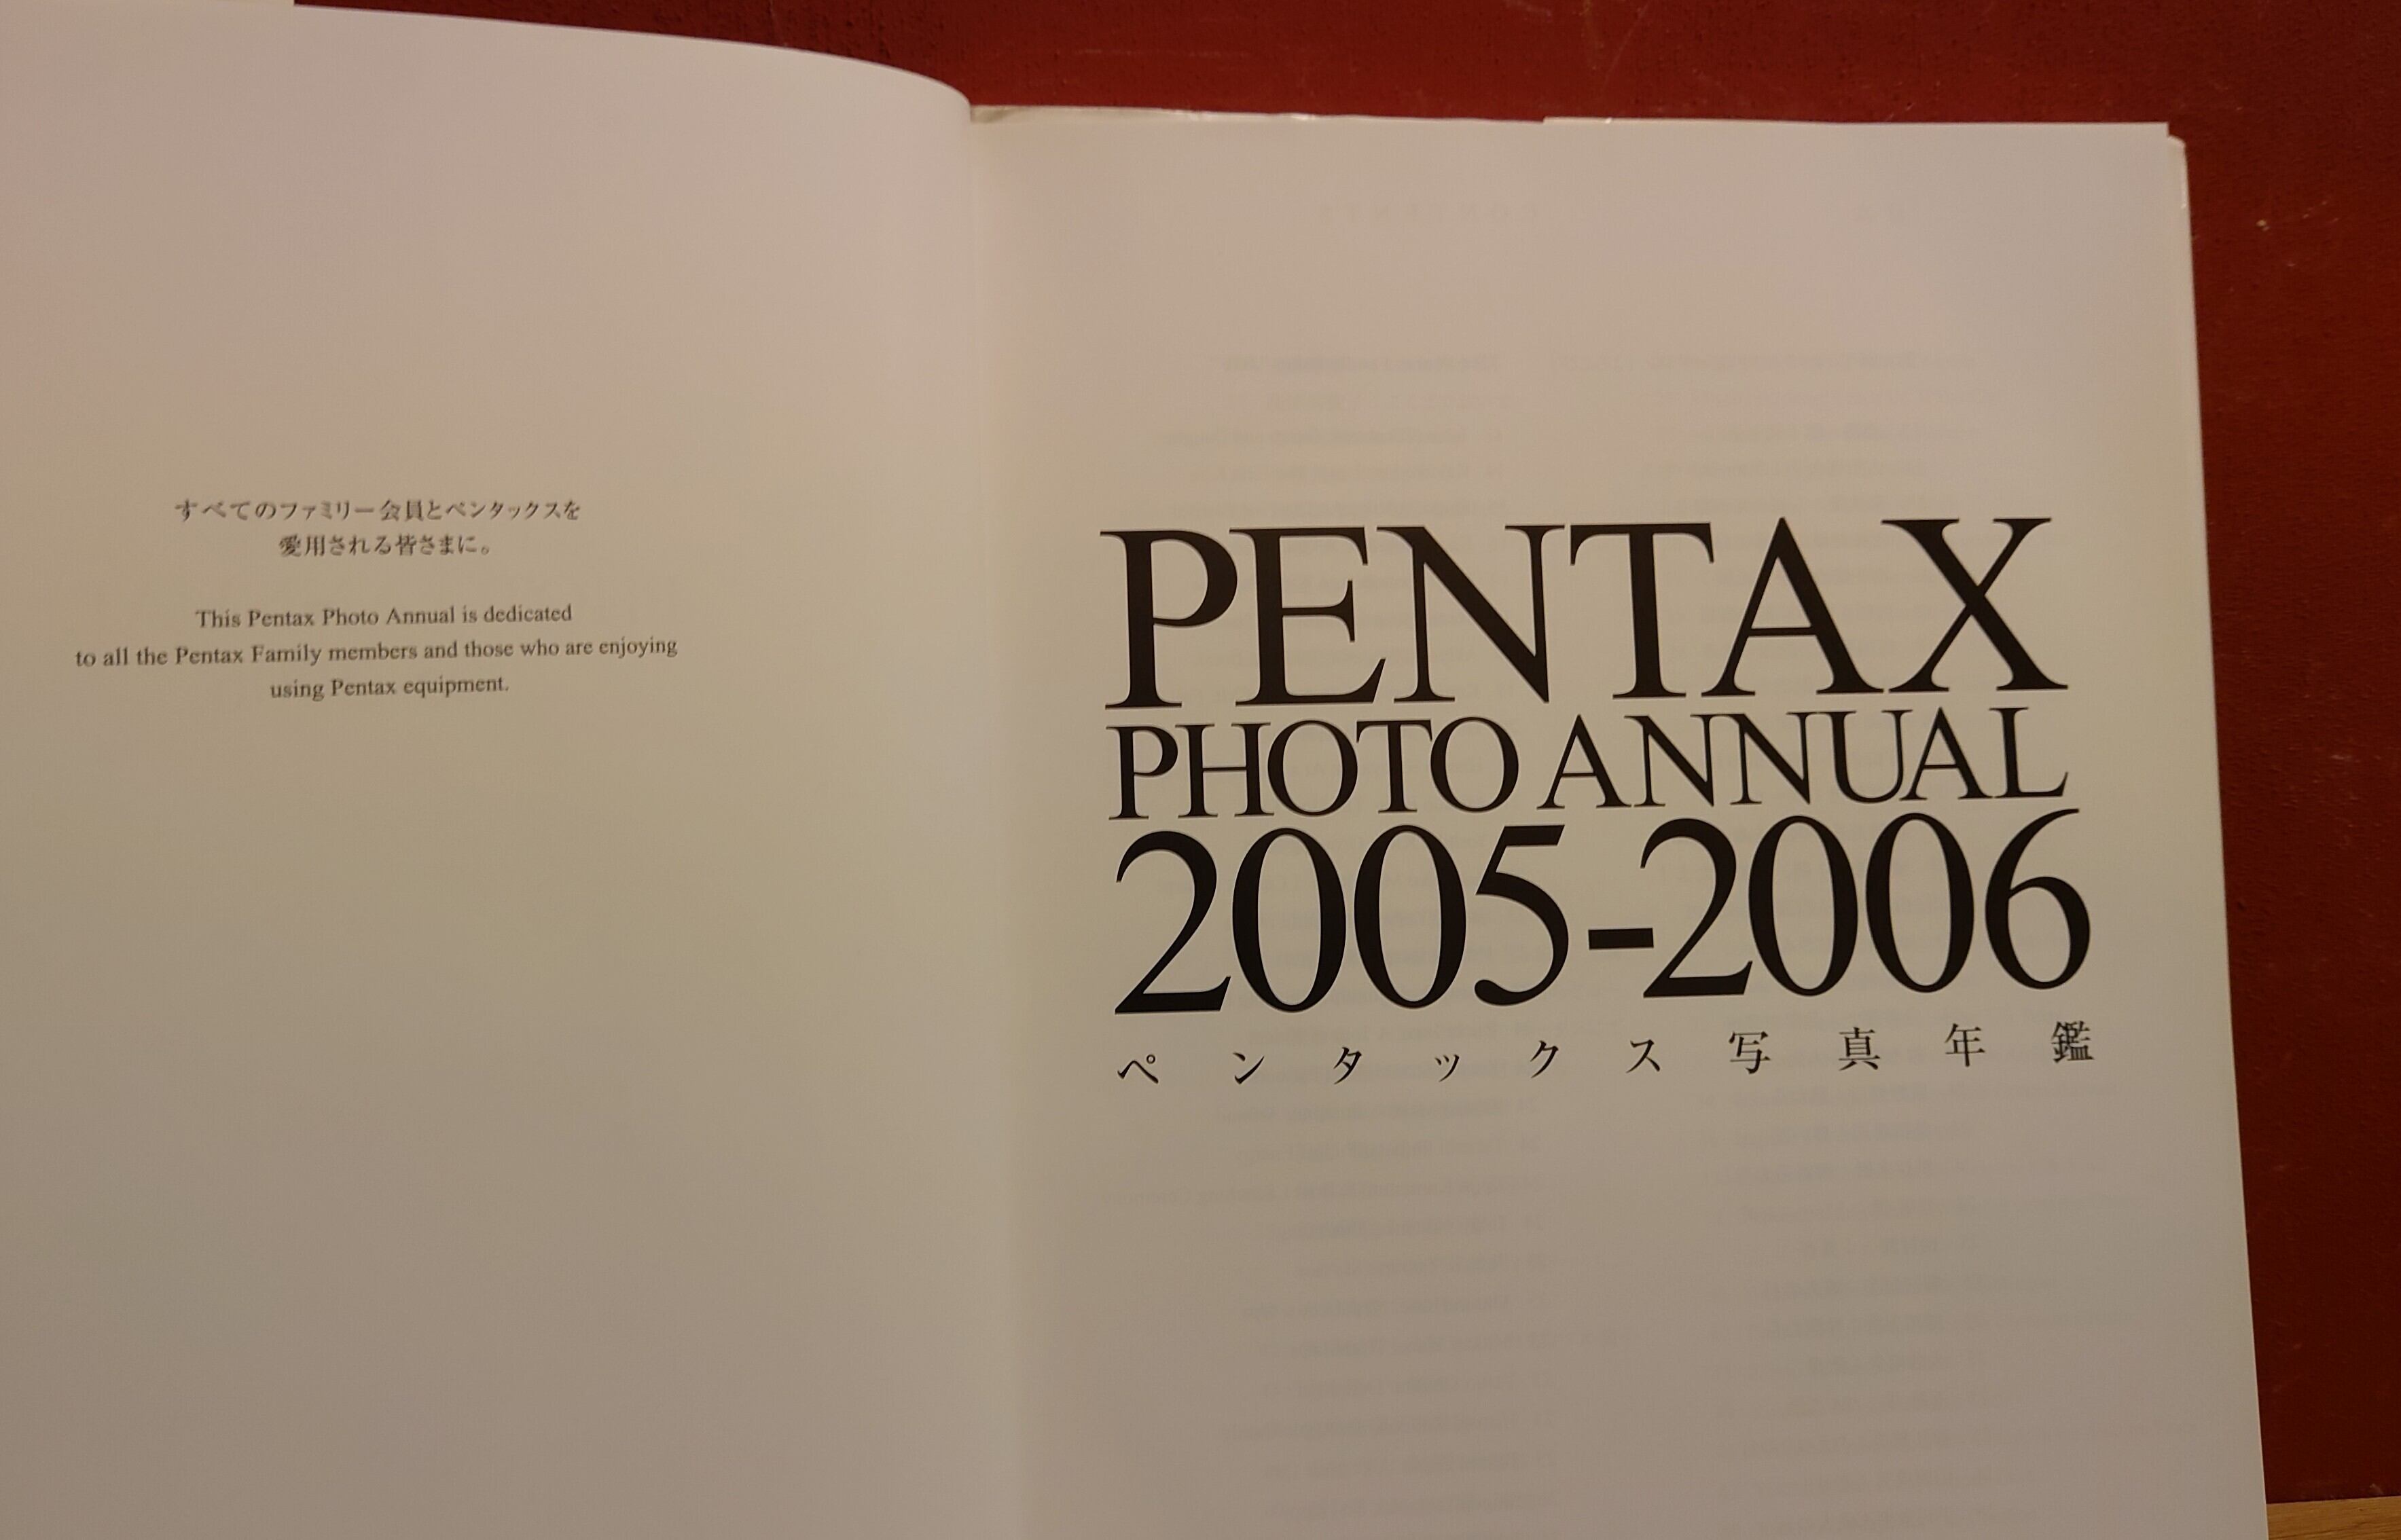 すべてのファミリー会員とペンタックスを
愛用される皆さまに。
This Pentax Photo Annual is dedicated
to all the Pentax Family members and those who are enjoying
using Pentax equipment.
PENTAX
PHOTO ANNUAL
2005-2006
ペンタックス写真年鑑